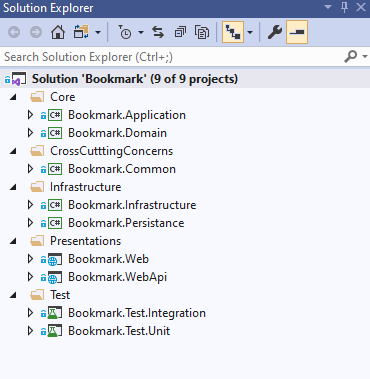 Solution Explorer
Search Solution Explorer (Ctrl+;)
Solution 'Bookmark' (9 of 9 projects)
Core
C# Bookmark.Application
C# Bookmark.Domain
CrossCutttingConcerns
C# Bookmark.Common
Infrastructure
C# Bookmark.Infrastructure
C# Bookmark.Persistance
Presentations
Bookmark.Web
Bookmark.WebApi
Test
Bookmark.Test.Integration
Bookmark.Test.Unit